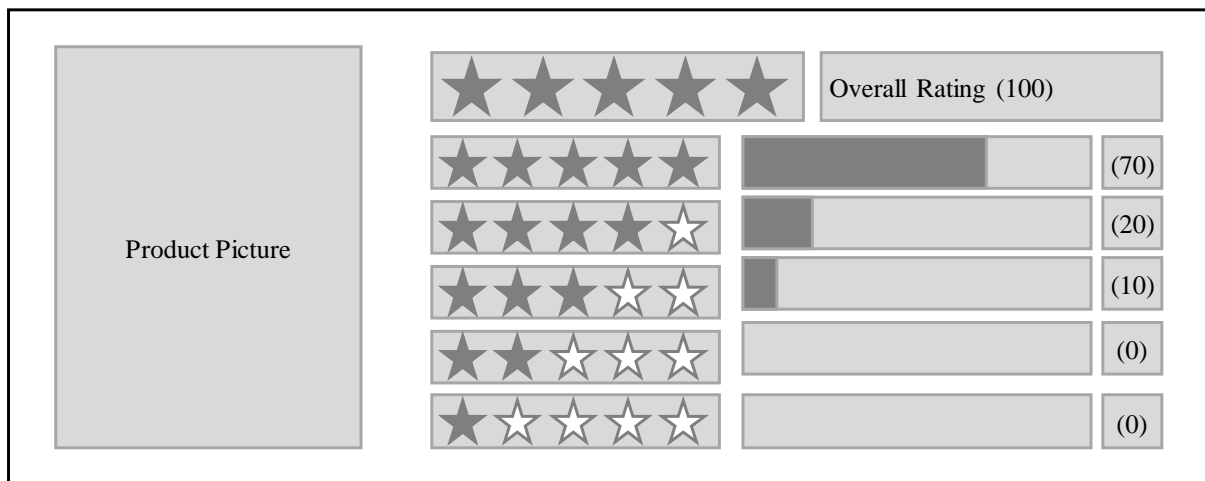 Product Picture
Overall Rating (100)
(70)
(20)
(10)
(0)
(0)